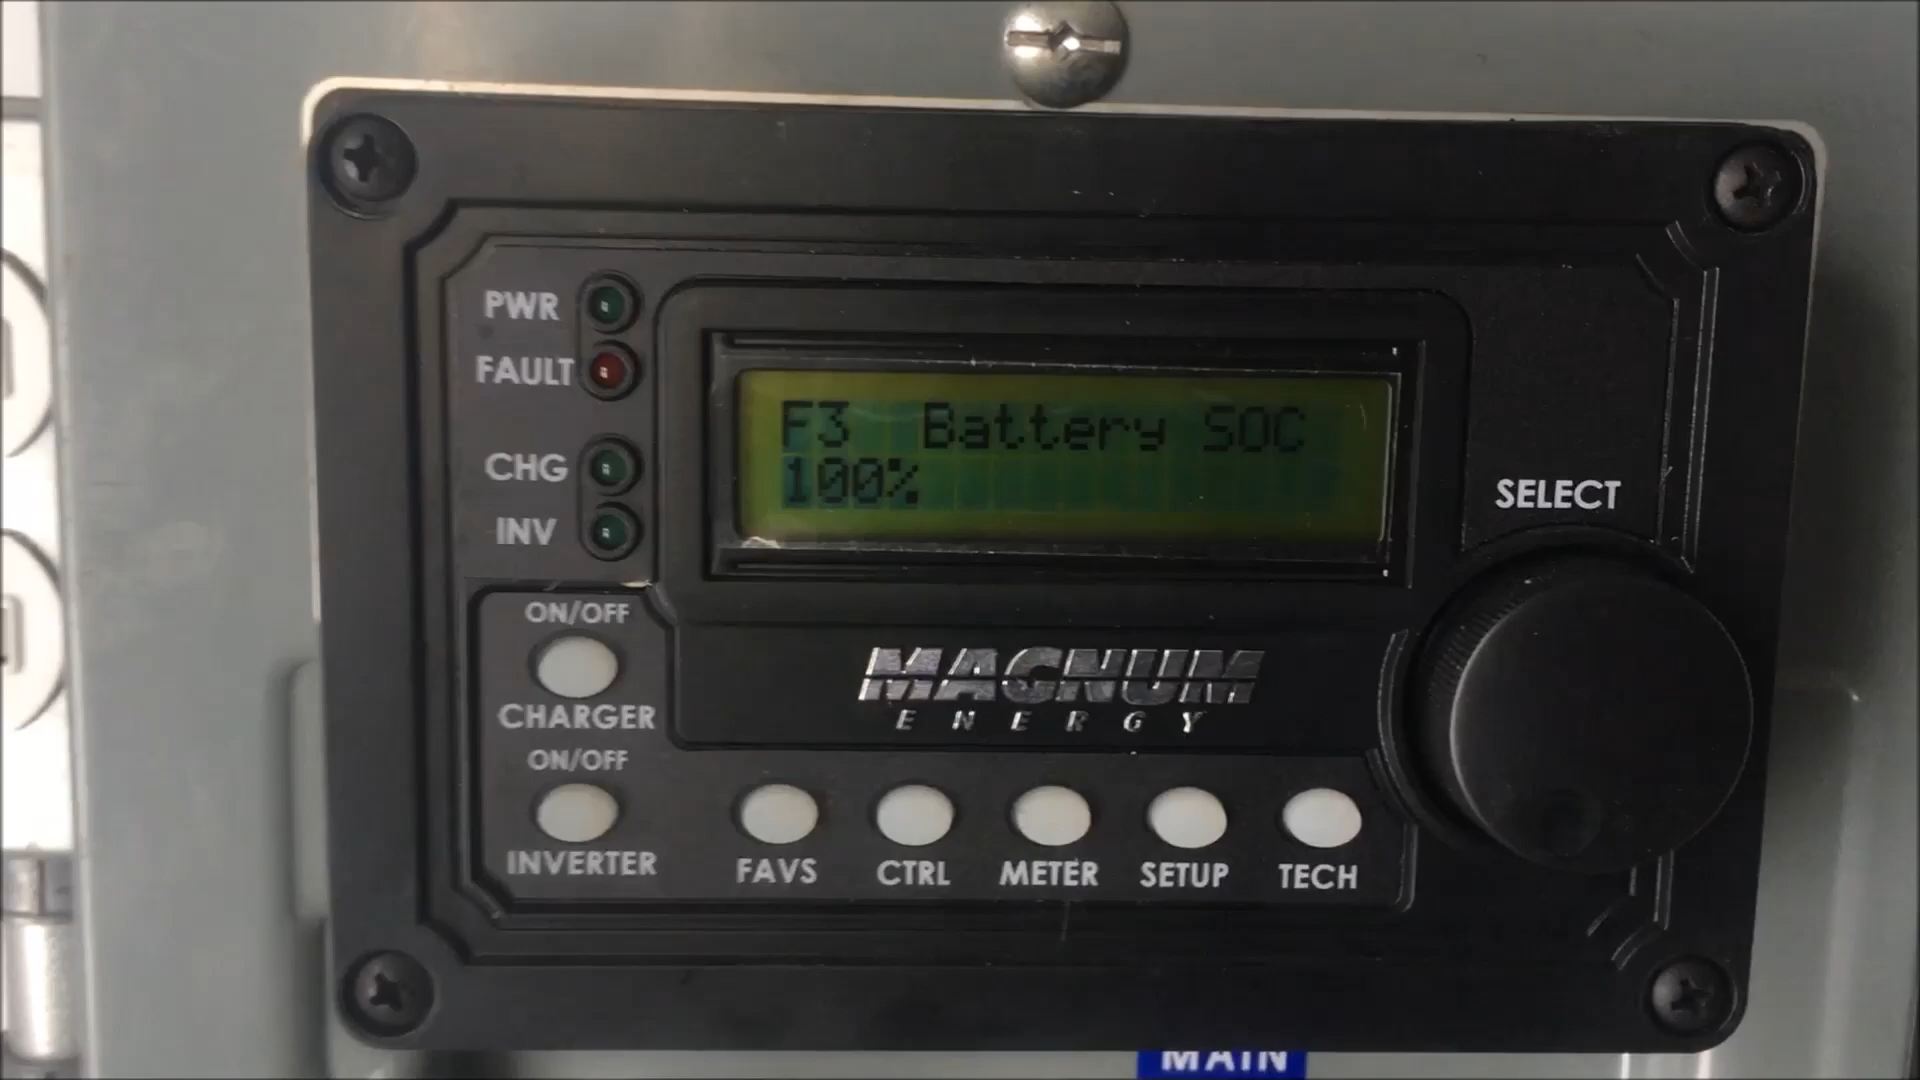 PWR
FAULT
CHG
INV
F3 Battery SOC
100%
SELECT
ON/OFF
CHARGER
ON/OFF
INVERTER
MAGNUM
ENERGY
FAVS
CTRL
METER
SETUP
TECH
MAIN